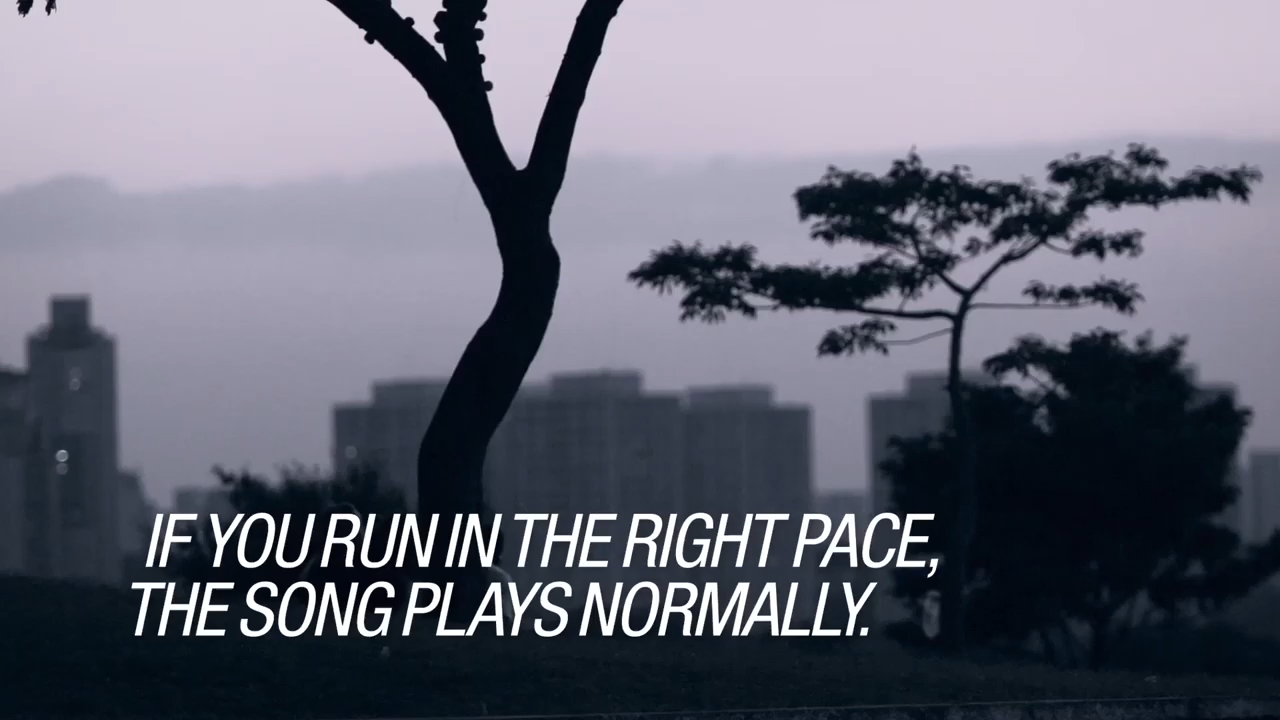 IF YOU RUN IN THE RIGHT PACE,
THE SONG PLAYS NORMALLY.